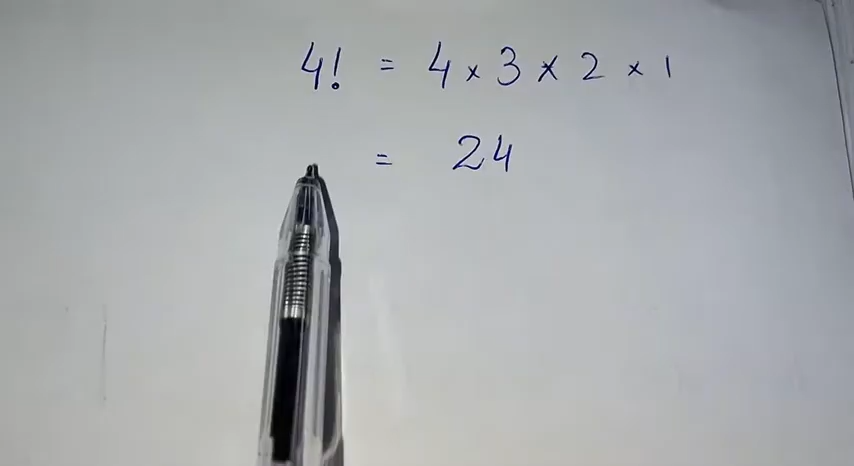 4! = 4 × 3 × 2 × 1
= 24